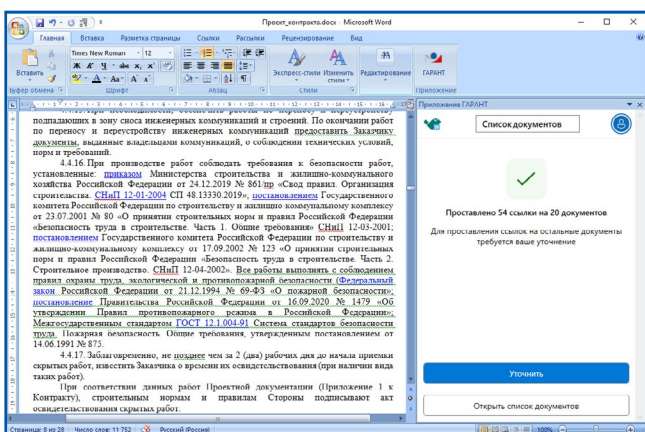 Проект_контракта.docx - Microsoft Word
Главная Вставка Разметка страницы Ссылки Рассылки Рецензирование Вид
Times New Roman 12
Вставить
Экспресс-стили Изменить стили Редактирование ГАРАНТ
Буфер обмена Шрифт Абзац Стили Приложение
Приложение ГАРАНТ
подпадающих в зону сноса инженерных коммуникаций и строений. По окончании работ
по переносу и переустройству инженерных коммуникаций предоставить Заказчику
документы, выданные владельцами коммуникаций, о соблюдении технических условий,
норм и требований.
4.4.16. При производстве работ соблюдать требования к безопасности работ,
установленные: приказом Министерства строительства и жилищно-коммунального
хозяйства Российской Федерации от 24.12.2019 № 861/пр «Свод правил. Организация
строительства. СНиП 12-01-2004 СП 48.13330.2019»; постановлением Государственного
комитета Российской Федерации по строительству и жилищно коммунальному комплексу
от 23.07.2001 № 80 «О принятии строительных норм и правил Российской Федерации
«Безопасность труда в строительстве. Часть 1. Общие требования» СНиП 12-03-2001;
постановлением Государственного комитета Российской Федерации по строительству и
жилищно-коммунальному комплексу от 17.09.2002 № 123 «О принятии строительных
норм и правил Российской Федерации «Безопасность труда в строительстве. Часть 2.
Строительное производство. СНиП 12-04-2002». Все работы выполнять с соблюдением
правил охраны труда, экологической и противопожарной безопасности (Федеральный
закон Российской Федерации от 21.12.1994 № 69-ФЗ «О пожарной безопасности»;
постановление Правительства Российской Федерации от 16.09.2020 № 1479 «Об
утверждении Правил противопожарного режима в Российской Федерации»;
Межгосударственным стандартом ГОСТ 12.1.004-91 Система стандартов безопасности
труда. Пожарная безопасность. Общие требования, утвержденным постановлением от
14.06.1991 № 875.
4.4.17. Заблаговременно, не позднее чем за 2 (два) рабочих дня до начала приемки
скрытых работ, известить Заказчика о времени их освидетельствования (при наличии вида
таких работ).
При соответствии данных работ Проектной документации (Приложение 1 к
Контракту), строительным нормам и правилам Стороны подписывают акт
освидетельствования скрытых работ.
Список документов
Проставлено 54 ссылки на 20 документов
Для проставления ссылок на остальные документы
требуется ваше уточнение
Уточнить
Открыть список документов
Страница: 8 из 28 Число слов: 11 752 Русский (Россия) 100%